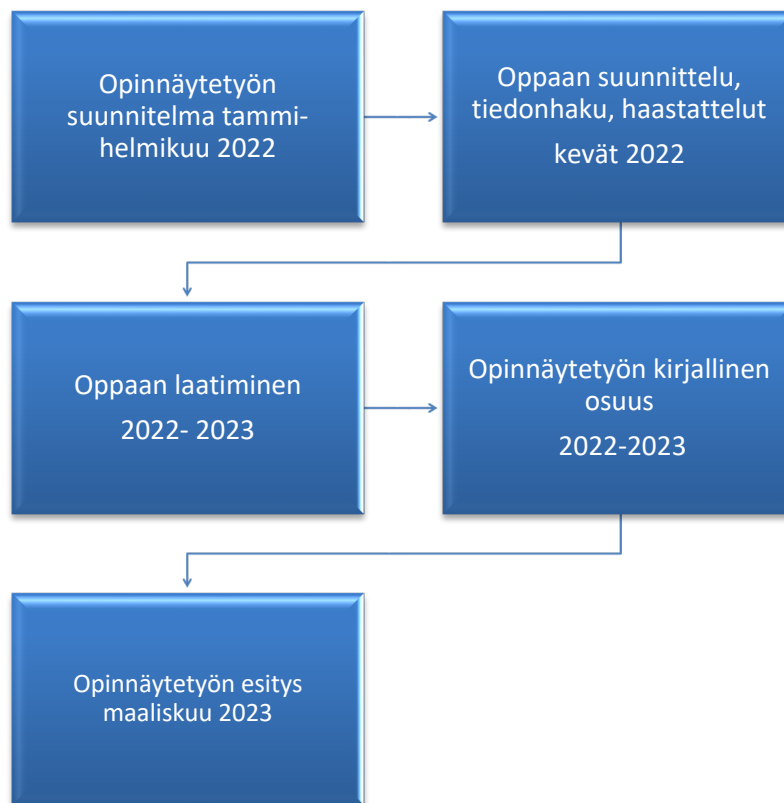 Opinnäytetyön
suunnitelma tammi-
helmikuu 2022
Oppaan suunnittelu,
tiedonhaku, haastattelut
kevät 2022
Oppaan laatiminen
2022- 2023
Opinnäytetyön kirjallinen
osuus
2022-2023
Opinnäytetyön esitys
maaliskuu 2023